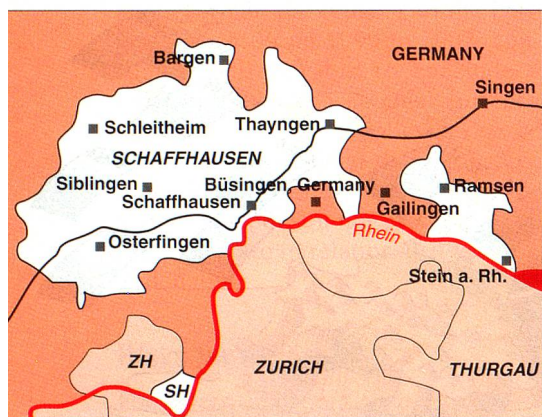 Bargen
GERMANY
Singen
Schleitheim
Thayngen
SCHAFFHAUSEN
Siblingen
Büsingen, Germany
Ramsen
Schaffhausen
Gailingen
Rhein
Osterfingen
Stein a. Rh.
ZH
ZURICH
THURGAU
SH